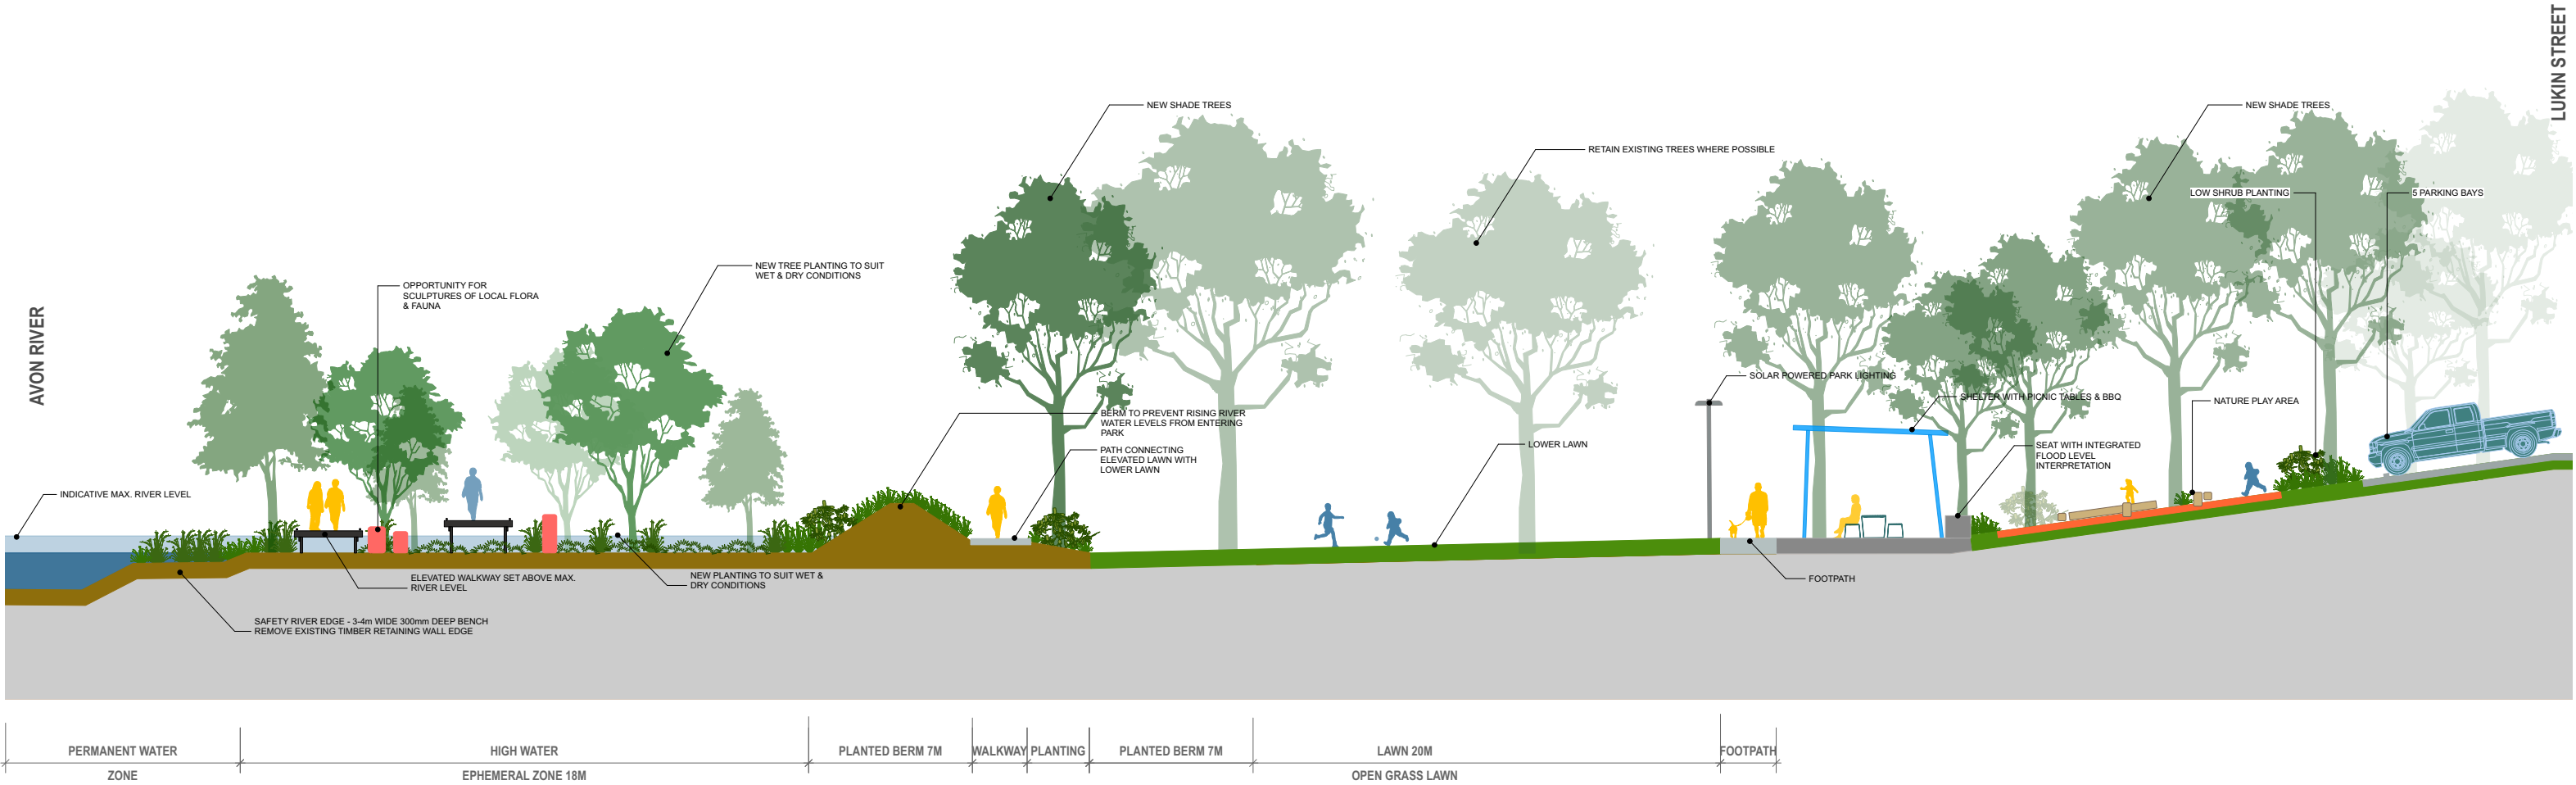 LUKIN STREET
AVON RIVER
NEW SHADE TREES
NEW SHADE TREES
RETAIN EXISTING TREES WHERE POSSIBLE
LOW SHRUB PLANTING
5 PARKING BAYS
NEW TREE PLANTING TO SUIT
WET & DRY CONDITIONS
OPPORTUNITY FOR
SCULPTURES OF LOCAL FLORA
& FAUNA
SOLAR POWERED PARK LIGHTING
SHELTER WITH PICNIC TABLES & BBQ
NATURE PLAY AREA
BERM TO PREVENT RISING RIVER
WATER LEVELS FROM ENTERING
PARK
PATH CONNECTING
ELEVATED LAWN WITH
LOWER LAWN
LOWER LAWN
SEAT WITH INTEGRATED
FLOOD LEVEL
INTERPRETATION
INDICATIVE MAX. RIVER LEVEL
ELEVATED WALKWAY SET ABOVE MAX.
RIVER LEVEL
NEW PLANTING TO SUIT WET &
DRY CONDITIONS
FOOTPATH
SAFETY RIVER EDGE - 3-4m WIDE 300mm DEEP BENCH
REMOVE EXISTING TIMBER RETAINING WALL EDGE
PERMANENT WATER
ZONE
HIGH WATER
EPHEMERAL ZONE 18M
PLANTED BERM 7M
WALKWAY
PLANTING
PLANTED BERM 7M
LAWN 20M
OPEN GRASS LAWN
FOOTPATH